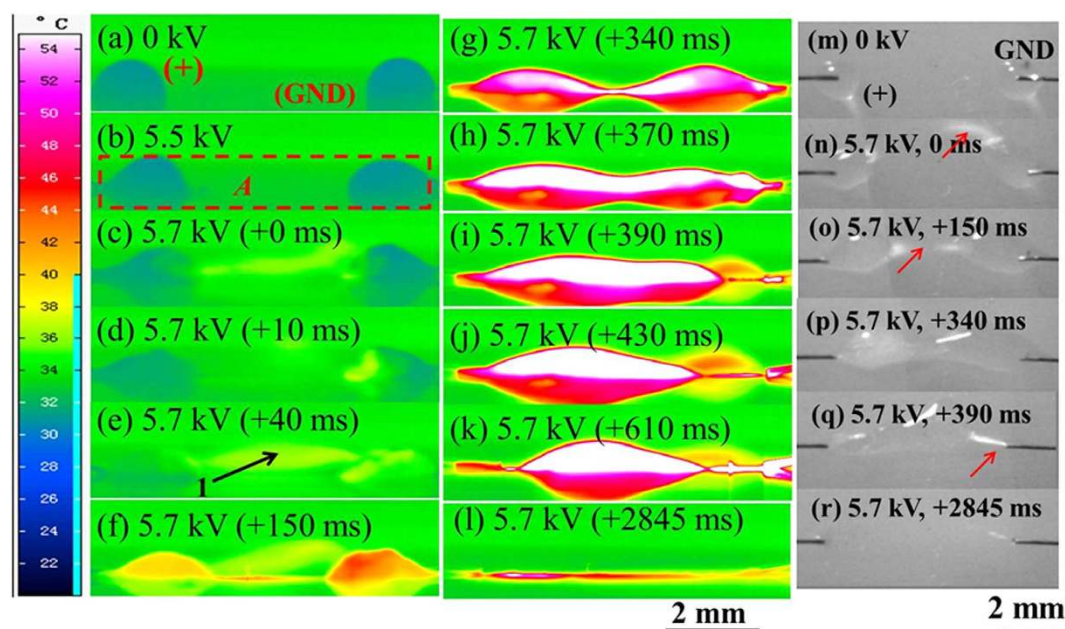 ° C
54
52
50
48
46
44
42
40
38
36
34
32
30
28
26
24
22
(a) 0 kV
(+)
(GND)
(b) 5.5 kV
A
(c) 5.7 kV (+0 ms)
(d) 5.7 kV (+10 ms)
(e) 5.7 kV (+40 ms)
1
(f) 5.7 kV (+150 ms)
(g) 5.7 kV (+340 ms)
(h) 5.7 kV (+370 ms)
(i) 5.7 kV (+390 ms)
(j) 5.7 kV (+430 ms)
(k) 5.7 kV (+610 ms)
(l) 5.7 kV (+2845 ms)
2 mm
(m) 0 kV
GND
(+)
(n) 5.7 kV, 0 ms
(o) 5.7 kV, +150 ms
(p) 5.7 kV, +340 ms
(q) 5.7 kV, +390 ms
(r) 5.7 kV, +2845 ms
2 mm